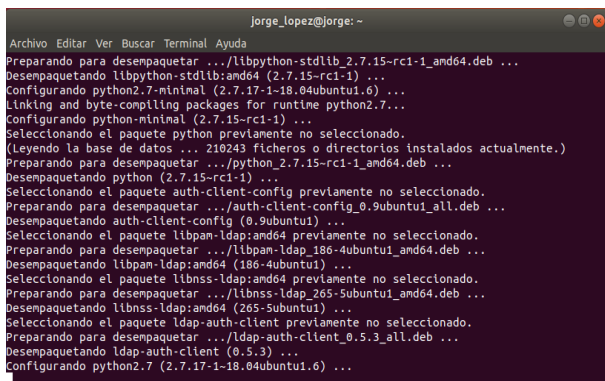 jorge_lopez@jorge: ~
Archivo Editar Ver Buscar Terminal Ayuda
Preparando para desempaquetar .../libpython-stdlib_2.7.15~rc1-1_amd64.deb ...
Desempaquetando libpython-stdlib:amd64 (2.7.15~rc1-1) ...
Configurando python2.7-minimal (2.7.17-1~18.04ubuntu1.6) ...
Linking and byte-compiling packages for runtime python2.7...
Configurando python-minimal (2.7.15~rc1-1) ...
Seleccionando el paquete python previamente no seleccionado.
(Leyendo la base de datos ... 210243 ficheros o directorios instalados actualmente.)
Preparando para desempaquetar .../python_2.7.15~rc1-1_amd64.deb ...
Desempaquetando python (2.7.15~rc1-1) ...
Seleccionando el paquete auth-client-config previamente no seleccionado.
Preparando para desempaquetar .../auth-client-config_0.9ubuntu1_all.deb ...
Desempaquetando auth-client-config (0.9ubuntu1) ...
Seleccionando el paquete libpam-ldap:amd64 previamente no seleccionado.
Preparando para desempaquetar .../libpam-ldap_186-4ubuntu1_amd64.deb ...
Desempaquetando libpam-ldap:amd64 (186-4ubuntu1) ...
Seleccionando el paquete libnss-ldap:amd64 previamente no seleccionado.
Preparando para desempaquetar .../libnss-ldap_265-5ubuntu1_amd64.deb ...
Desempaquetando libnss-ldap:amd64 (265-5ubuntu1) ...
Seleccionando el paquete ldap-auth-client previamente no seleccionado.
Preparando para desempaquetar .../ldap-auth-client_0.5.3_all.deb ...
Desempaquetando ldap-auth-client (0.5.3) ...
Configurando python2.7 (2.7.17-1~18.04ubuntu1.6) ...